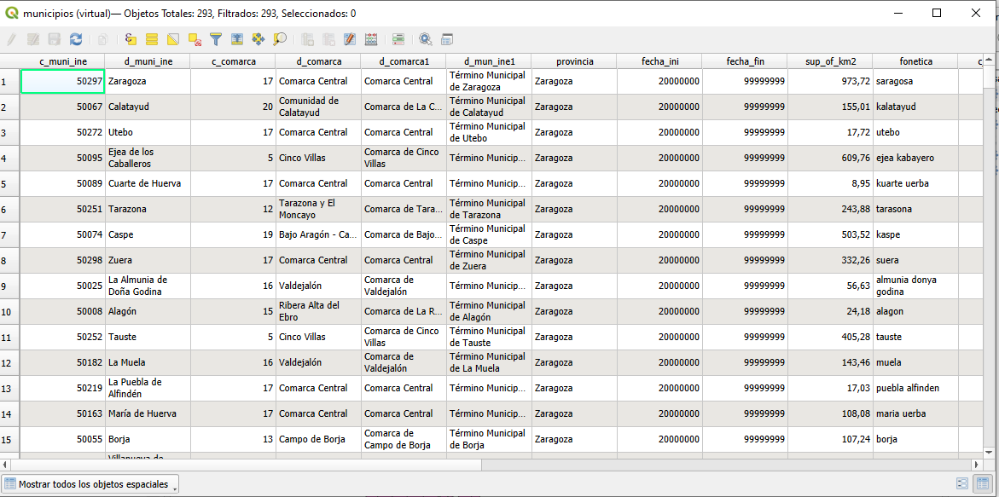 municipios (virtual)— Objetos Totales: 293, Filtrados: 293, Seleccionados: 0
c_muni_ine d_muni_ine c_comarca d_comarca d_comarca1 d_mun_ine1 provincia fecha_ini fecha_fin sup_of_km2 fonetica c
1 50297 Zaragoza 17 Comarca Central Comarca Central Término Municipal de Zaragoza Zaragoza 20000000 99999999 973,72 saragosa
2 50067 Calatayud 20 Comunidad de Calatayud Comarca de La C... Término Municipal de Calatayud Zaragoza 20000000 99999999 155,01 kalatayud
3 50272 Utebo 17 Comarca Central Comarca Central Término Municipal de Utebo Zaragoza 20000000 99999999 17,72 utebo
4 50095 Ejea de los Caballeros 5 Cinco Villas Comarca de Cinco Villas Término Municip... Zaragoza 20000000 99999999 609,76 ejea kabayero
5 50089 Cuarte de Huerva 17 Comarca Central Comarca Central Término Municip... Zaragoza 20000000 99999999 8,95 kuarte uerba
6 50251 Tarazona 12 Tarazona y El Moncayo Comarca de Tara... Término Municipal de Tarazona Zaragoza 20000000 99999999 243,88 tarasona
7 50074 Caspe 19 Bajo Aragón - Ca... Comarca de Bajo... Término Municipal de Caspe Zaragoza 20000000 99999999 503,52 kaspe
8 50298 Zuera 17 Comarca Central Comarca Central Término Municipal de Zuera Zaragoza 20000000 99999999 332,26 suera
9 50025 La Almunia de Doña Godina 16 Valdejalón Comarca de Valdejalón Término Municip... Zaragoza 20000000 99999999 56,63 almunia donya godina
10 50008 Alagón 15 Ribera Alta del Ebro Comarca de La R... Término Municipal de Alagón Zaragoza 20000000 99999999 24,18 alagon
11 50252 Tauste 5 Cinco Villas Comarca de Cinco Villas Término Municipal de Tauste Zaragoza 20000000 99999999 405,28 tauste
12 50182 La Muela 16 Valdejalón Comarca de Valdejalón Término Municipal de La Muela Zaragoza 20000000 99999999 143,46 muela
13 50219 La Puebla de Alfindén 17 Comarca Central Comarca Central Término Municip... Zaragoza 20000000 99999999 17,03 puebla alfinden
14 50163 María de Huerva 17 Comarca Central Comarca Central Término Municip... Zaragoza 20000000 99999999 108,08 maria uerba
15 50055 Borja 13 Campo de Borja Comarca de Campo de Borja Término Municipal de Borja Zaragoza 20000000 99999999 107,24 borja
Villanueva de
Mostrar todos los objetos espaciales